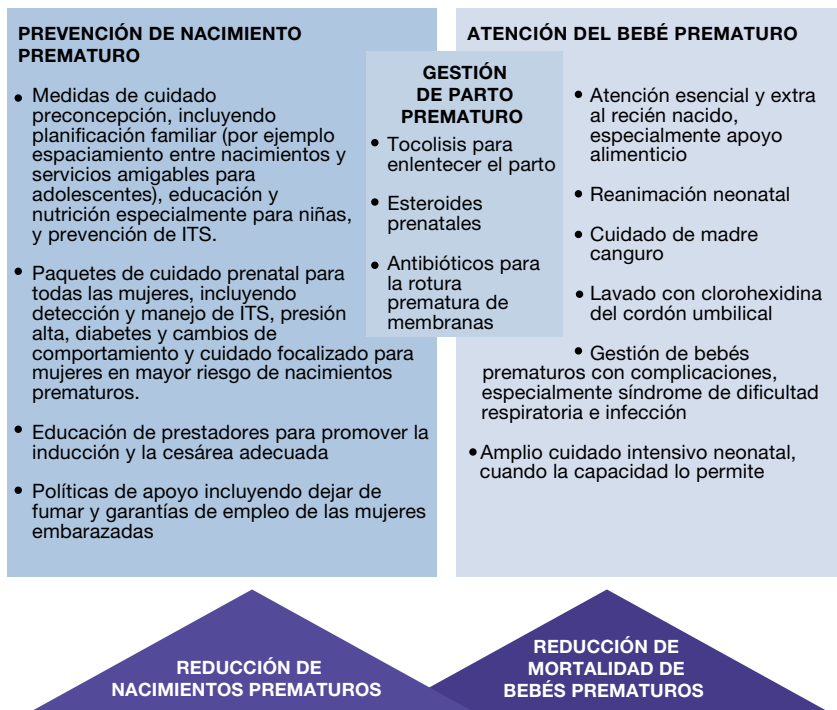 PREVENCIÓN DE NACIMIENTO
PREMATURO
• Medidas de cuidado
preconcepción, incluyendo
planificación familiar (por ejemplo
espaciamiento entre nacimientos y
servicios amigables para
adolescentes), educación y
nutrición especialmente para niñas,
y prevención de ITS.
• Paquetes de cuidado prenatal para
todas las mujeres, incluyendo
detección y manejo de ITS, presión
alta, diabetes y cambios de
comportamiento y cuidado focalizado para
mujeres en mayor riesgo de nacimientos
prematuros.
• Educación de prestadores para promover la
inducción y la cesárea adecuada
• Políticas de apoyo incluyendo dejar de
fumar y garantías de empleo de las mujeres
embarazadas
GESTIÓN
DE PARTO
PREMATURO
• Tocolisis para
enlentecer el parto
• Esteroides
prenatales
• Antibióticos para
la rotura
prematura de
membranas
ATENCIÓN DEL BEBÉ PREMATURO
• Atención esencial y extra
al recién nacido,
especialmente apoyo
alimenticio
• Reanimación neonatal
• Cuidado de madre
canguro
• Lavado con clorohexidina
del cordón umbilical
• Gestión de bebés
prematuros con complicaciones,
especialmente síndrome de dificultad
respiratoria e infección
• Amplio cuidado intensivo neonatal,
cuando la capacidad lo permite
REDUCCIÓN DE
NACIMIENTOS PREMATUROS
REDUCCIÓN DE
MORTALIDAD DE
BEBÉS PREMATUROS